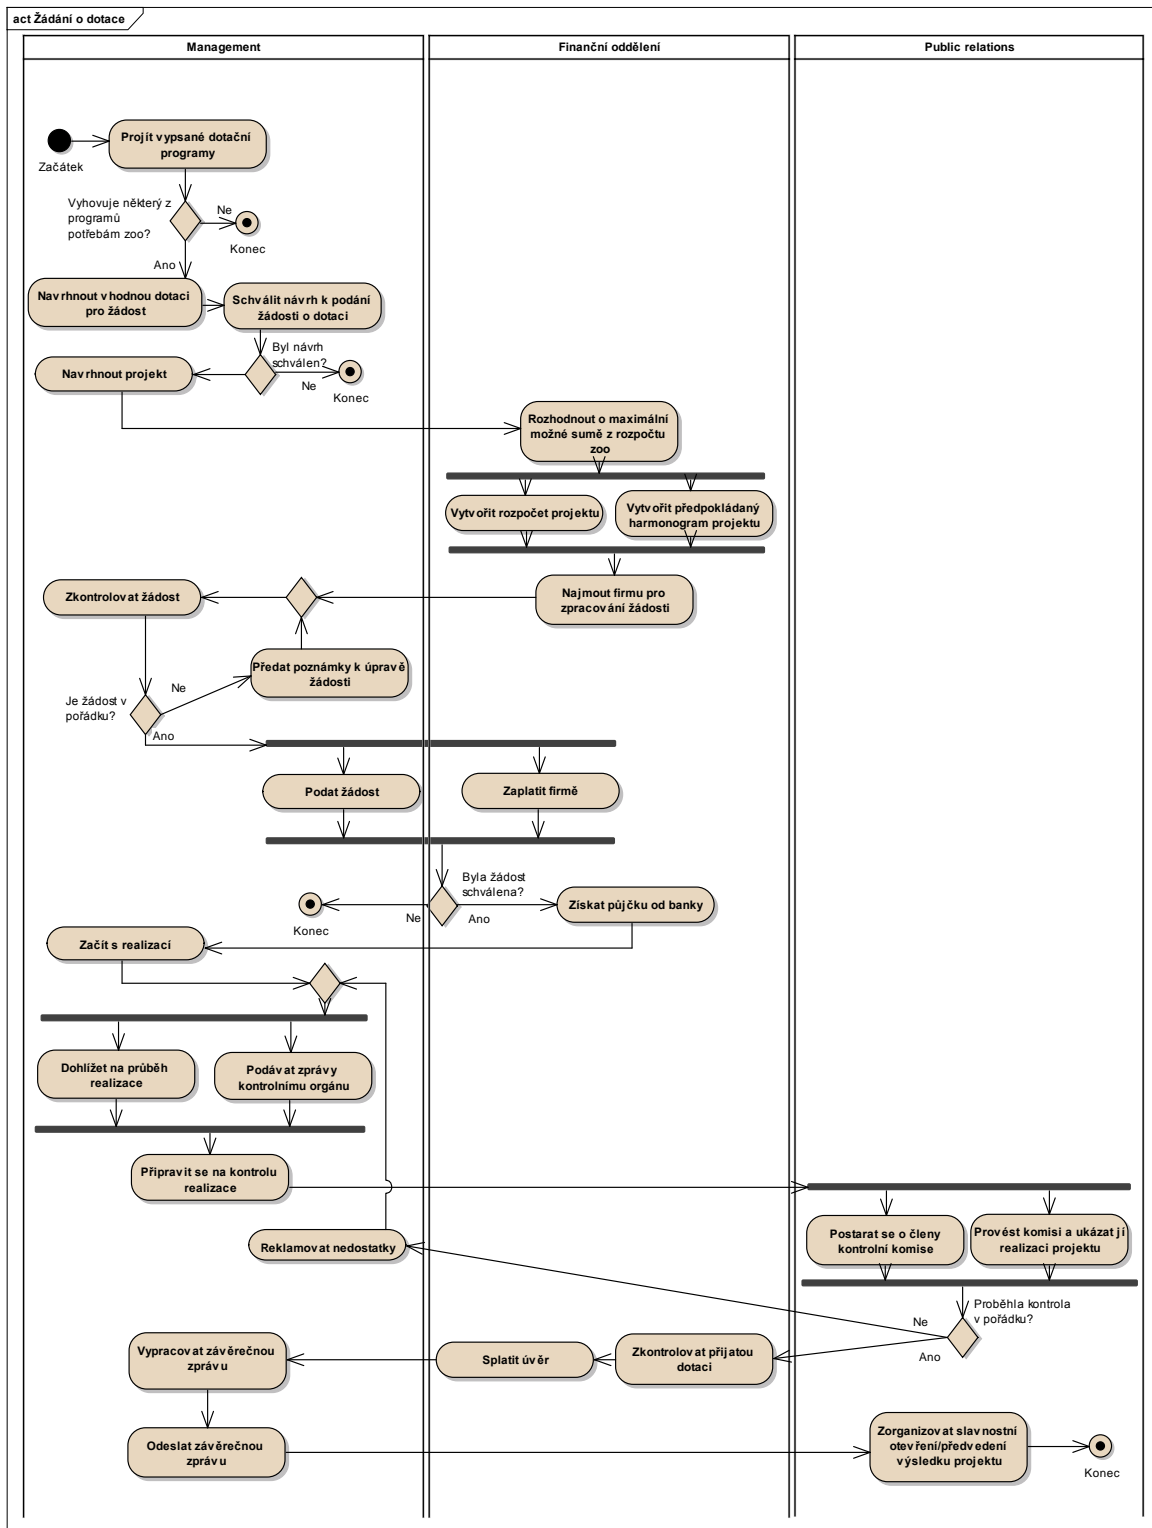 act Žádání o dotace
Management
Finanční oddělení
Public relations
Projít vypsané dotační
programy
Začátek
Vyhovuje některý z
programů
potřebám zoo?
Ne
Konec
Ano
Navrhnout vhodnou dotaci
pro žádost
Schválit návrh k podání
žádosti o dotaci
Byl návrh
schválen?
Navrhnout projekt
Ne
Konec
Rozhodnout o maximální
možné sumě z rozpočtu
zoo
Vytvořit rozpočet projektu
Vytvořit předpokládaný
harmonogram projektu
Zkontrolovat žádost
Najmout firmu pro
zpracování žádosti
Předat poznámky k úpravě
žádosti
Ne
Je žádost v
pořádku?
Ano
Podat žádost
Zaplatit firmě
Byla žádost
schválena?
Získat půjčku od banky
Ne
Ano
Konec
Začít s realizací
Dohlížet na průběh
realizace
Podávat zprávy
kontrolnímu orgánu
Připravit se na kontrolu
realizace
Postarat se o členy
kontrolní komise
Provést komisi a ukázat jí
realizaci projektu
Reklamovat nedostatky
Proběhla kontrola
v pořádku?
Ne
Ano
Vypracovat závěrečnou
zprávu
Splatit úvěr
Zkontrolovat přijatou
dotaci
Odeslat závěrečnou
zprávu
Zorganizovat slavnostní
otevření/předvedení
výsledku projektu
Konec